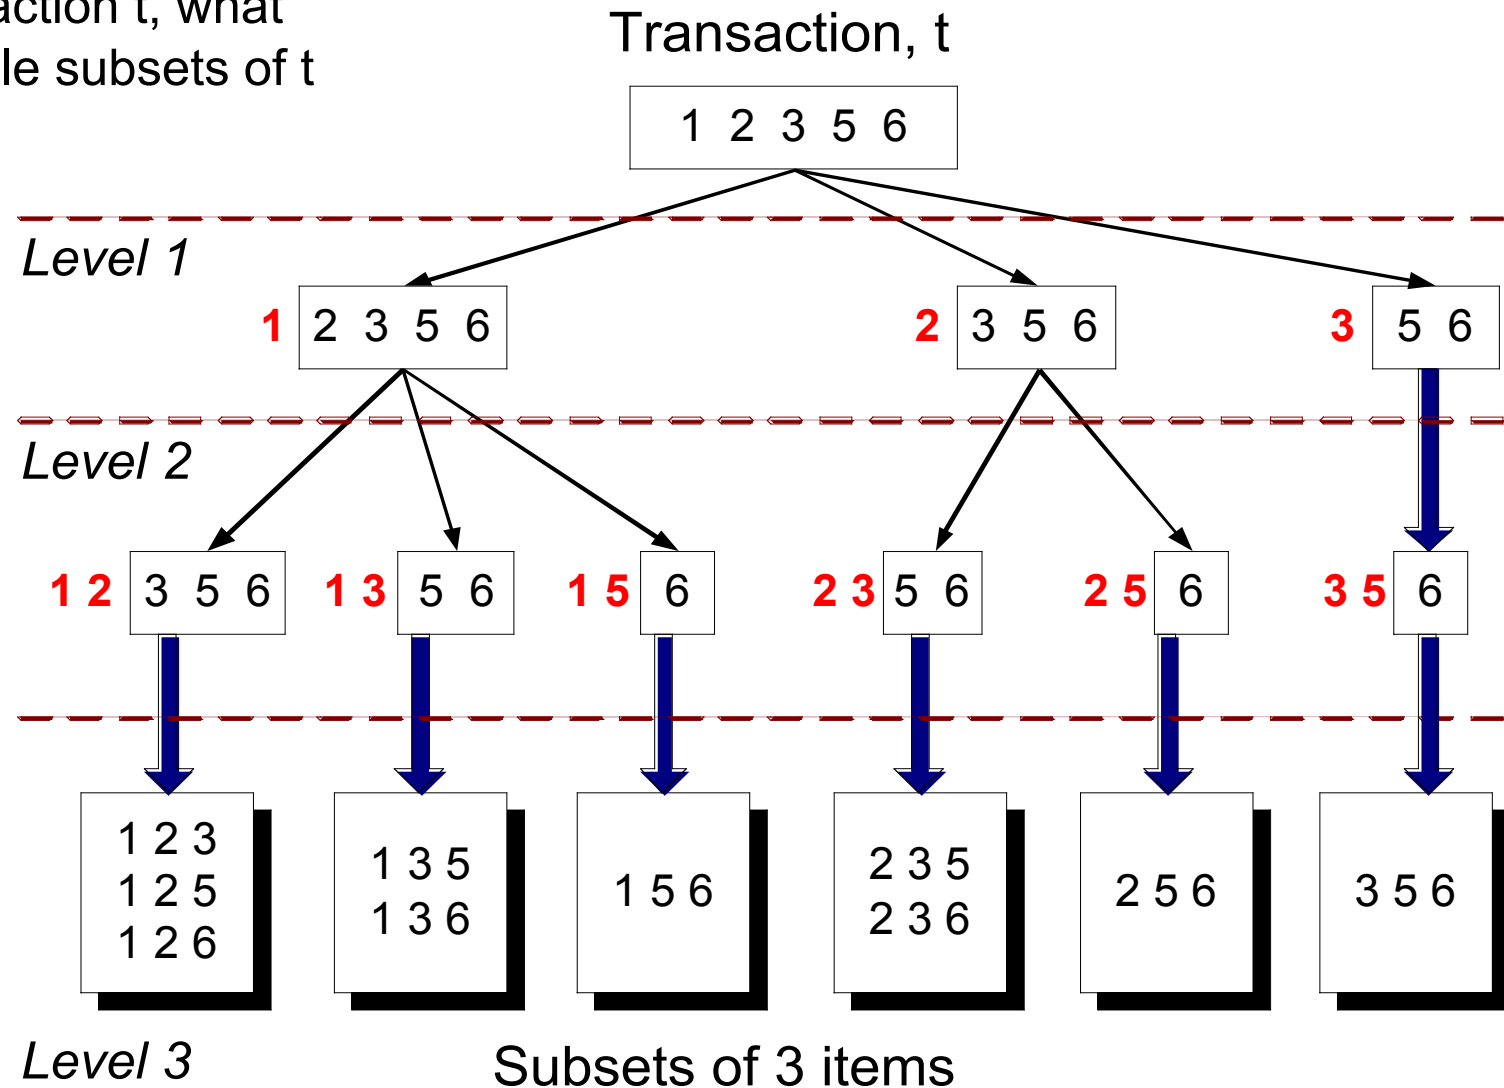 t, what
subsets of t
Transaction, t
1 2 3 5 6
Level 1
1 2 3 5 6
2 3 5 6
3 5 6
Level 2
1 2 3 5 6
1 3 5 6
1 5 6
2 3 5 6
2 5 6
3 5 6
1 2 3
1 2 5
1 2 6
1 3 5
1 3 6
1 5 6
2 3 5
2 3 6
2 5 6
3 5 6
Level 3
Subsets of 3 items